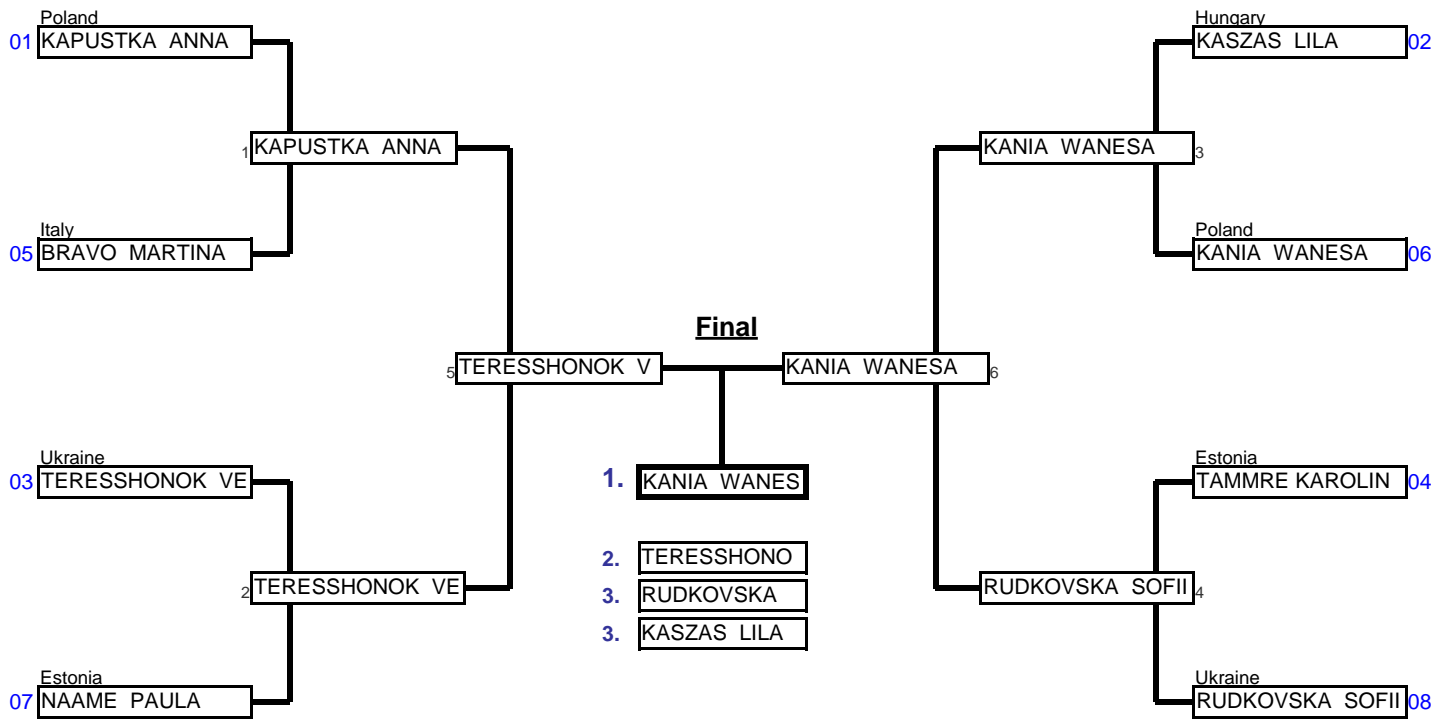 Poland
01 KAPUSTKA ANNA
Hungary
KASZAS LILA 02
1 KAPUSTKA ANNA
KANIA WANESA 3
Italy
05 BRAVO MARTINA
Poland
KANIA WANESA 06
Final
5 TERESSHONOK V
KANIA WANESA 6
Ukraine
03 TERESSHONOK VE
1. KANIA WANES
Estonia
TAMMRE KAROLIN 04
2. TERESSHONO
2 TERESSHONOK VE
3. RUDKOVSKA
RUDKOVSKA SOFII 4
3. KASZAS LILA
Estonia
07 NAAME PAULA
Ukraine
RUDKOVSKA SOFII 08